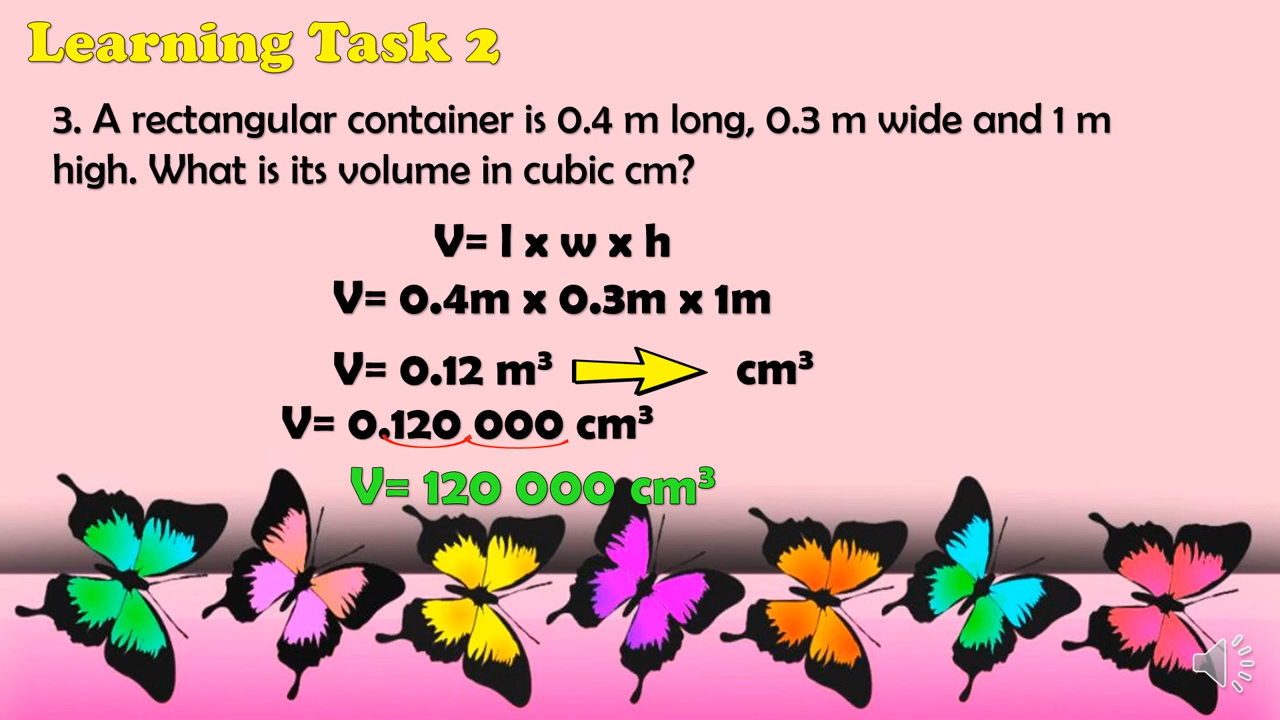 Learning Task 2
3. A rectangular container is 0.4 m long, 0.3 m wide and 1 m
high. What is its volume in cubic cm?
V= l x w x h
V= 0.4m x 0.3m x 1m
V= 0.12 m³ cm³
V= 0.120 000 cm³
V= 120 000 cm³